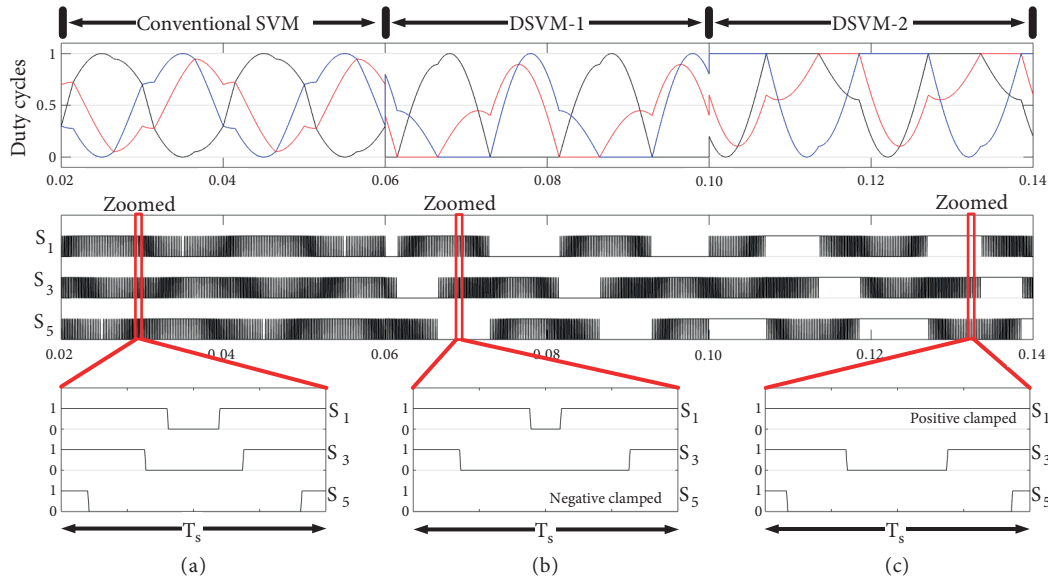 Conventional SVM DSVM-1 DSVM-2
Duty cycles
1
0.5
0
0.02 0.04 0.06 0.08 0.10 0.12 0.14
Zoomed Zoomed Zoomed
S1
S3
S5
0.02 0.04 0.06 0.08 0.10 0.12 0.14
1 S1 1 S1 1 Positive clamped S1
0 0 0
1 S3 1 S3 1 S3
0 0 0
1 S5 1 Negative clamped S5 1 S5
0 0 0
Ts Ts Ts
(a) (b) (c)